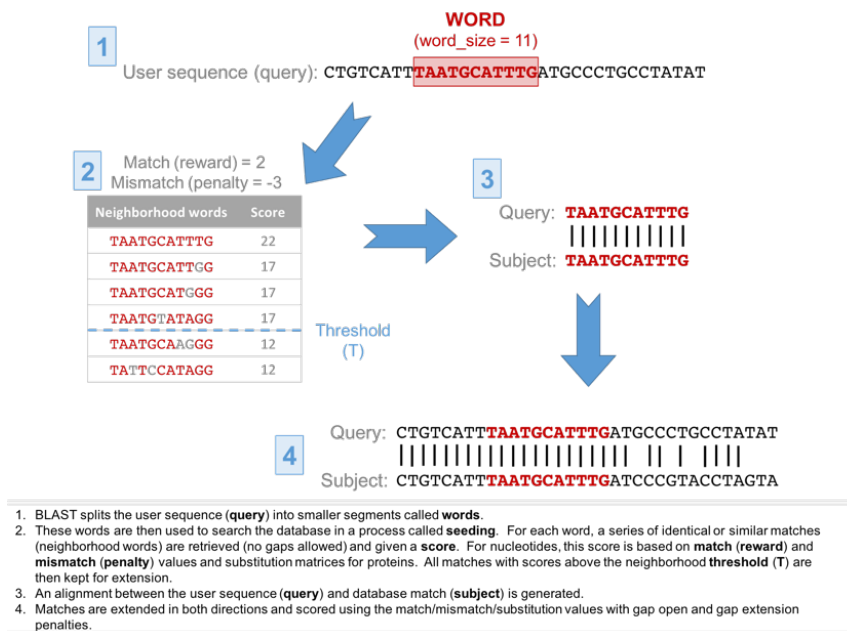 WORD
(word_size = 11)
1
User sequence (query): CTGTCATTTAATGCATTTGATGCCCTGCCTATAT
2
Match (reward) = 2
Mismatch (penalty = -3
Neighborhood words Score
TAATGCATTTG 22
TAATGCATTGG 17
TAATGCATGGG 17
TAATGTATAGG 17
TAATGCAAGGG 12
TATTCCATAGG 12
Threshold
(T)
3
Query: TAATGCATTTG
Subject: TAATGCATTTG
4
Query: CTGTCATTTAATGCATTTGATGCCCTGCCTATAT
Subject: CTGTCATTTAATGCATTTGATCCCGTACCTAGTA
1. BLAST splits the user sequence (query) into smaller segments called words.
2. These words are then used to search the database in a process called seeding. For each word, a series of identical or similar matches
(neighborhood words) are retrieved (no gaps allowed) and given a score. For nucleotides, this score is based on match (reward) and
mismatch (penalty) values and substitution matrices for proteins. All matches with scores above the neighborhood threshold (T) are
then kept for extension.
3. An alignment between the user sequence (query) and database match (subject) is generated.
4. Matches are extended in both directions and scored using the match/mismatch/substitution values with gap open and gap extension
penalties.